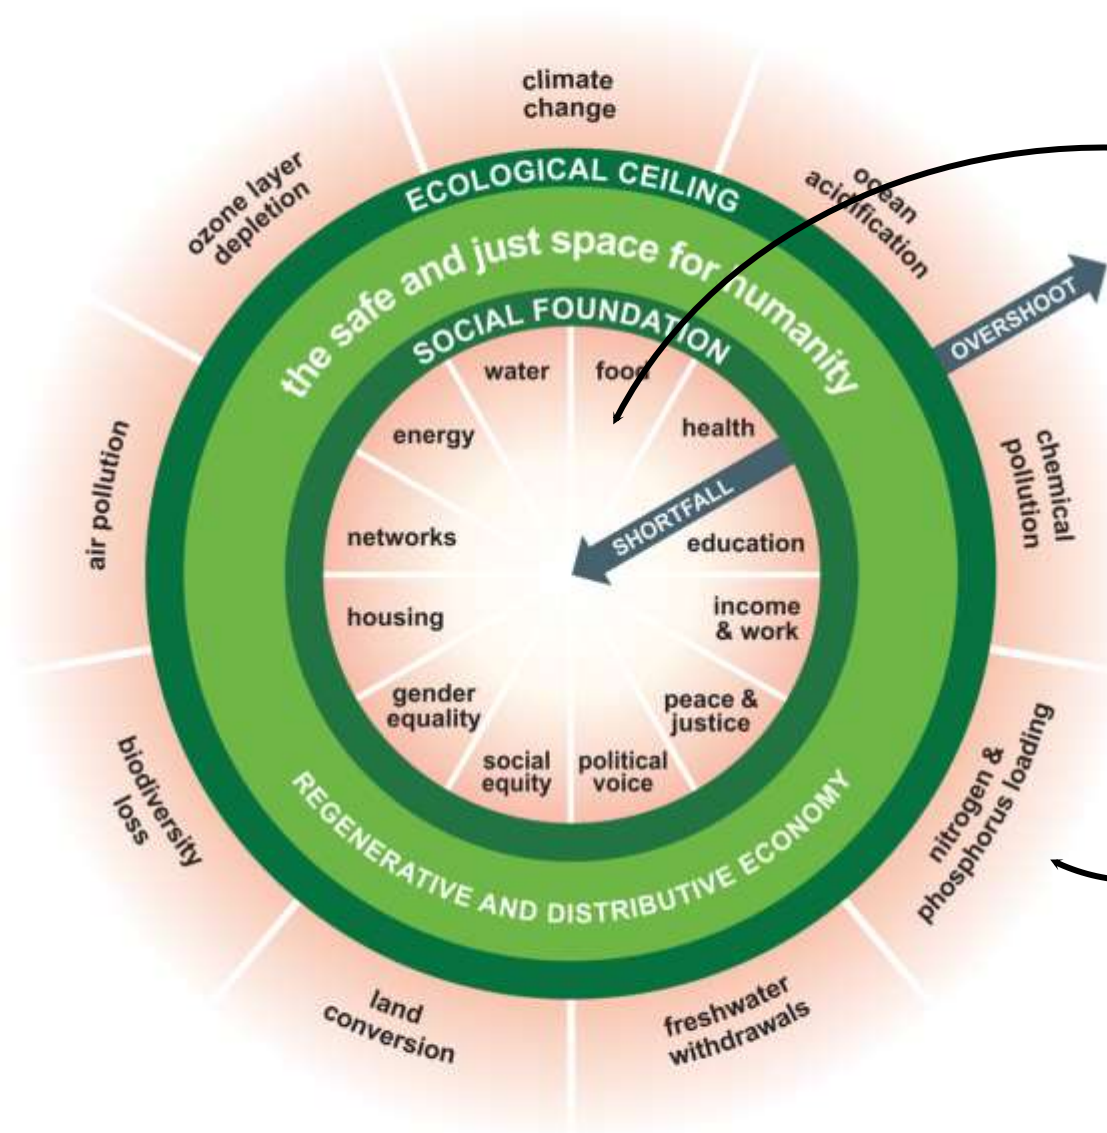 climate
change
ECOLOGICAL CEILING
ozone layer
depletion
ocean
acidification
the safe and just space for humanity
OVERSHOOT
SOCIAL FOUNDATION
water
food
energy
health
air pollution
chemical
pollution
SHORTFALL
networks
education
housing
income
& work
gender
equality
peace &
justice
social
equity
political
voice
biodiversity
loss
nitrogen &
phosphorus loading
REGENERATIVE AND DISTRIBUTIVE ECONOMY
land
conversion
freshwater
withdrawals